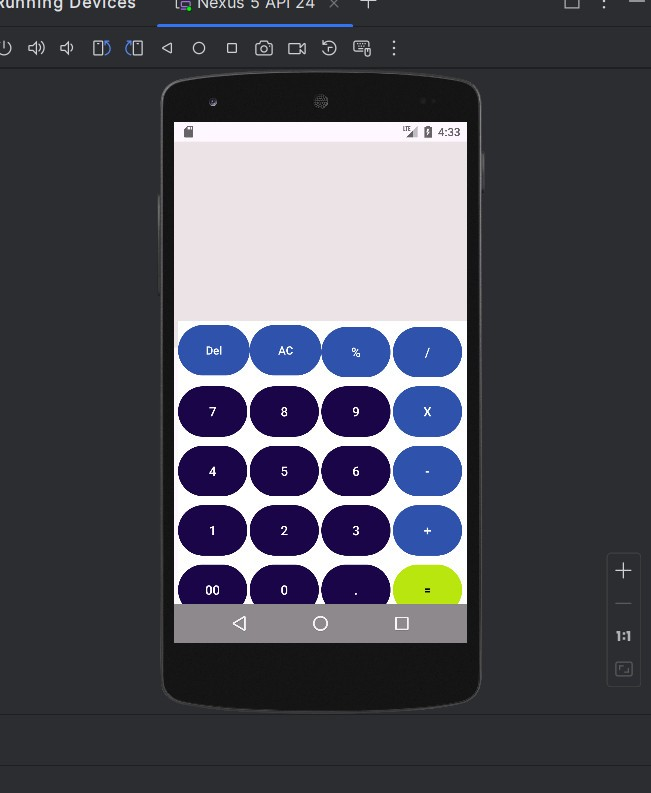 Running Devices Nexus 5 API 24
LTE 4:33
Del AC % /
7 8 9 X
4 5 6 -
1 2 3 +
00 0 . =
1:1